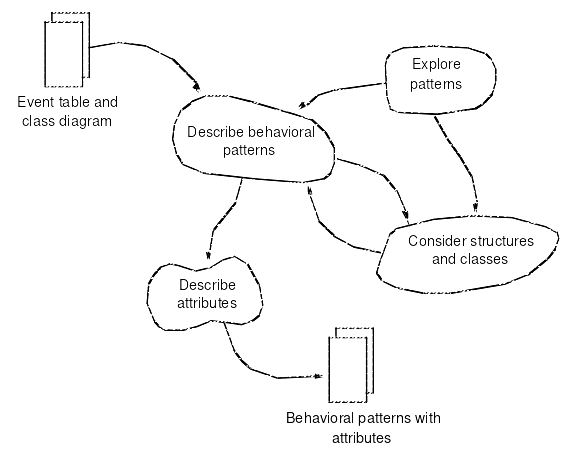 Event table and
class diagram
Explore
patterns
Describe behavioral
patterns
Consider structures
and classes
Describe
attributes
Behavioral patterns with
attributes